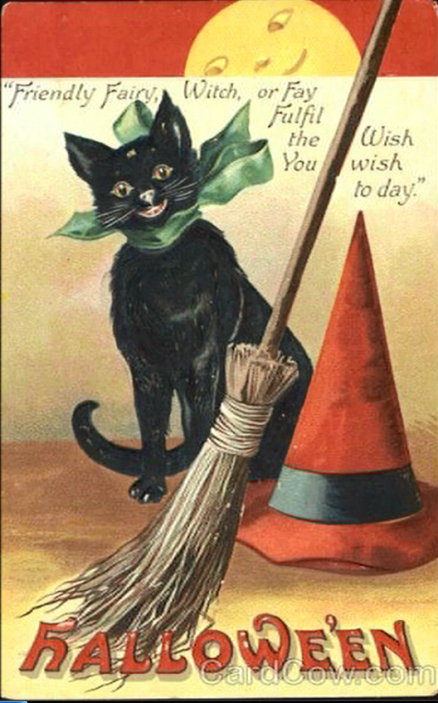 "Friendly Fairy, Witch, or Fay
Fulfil
the Wish
You wish
to day."
HALLOWE'EN
CardCow.com